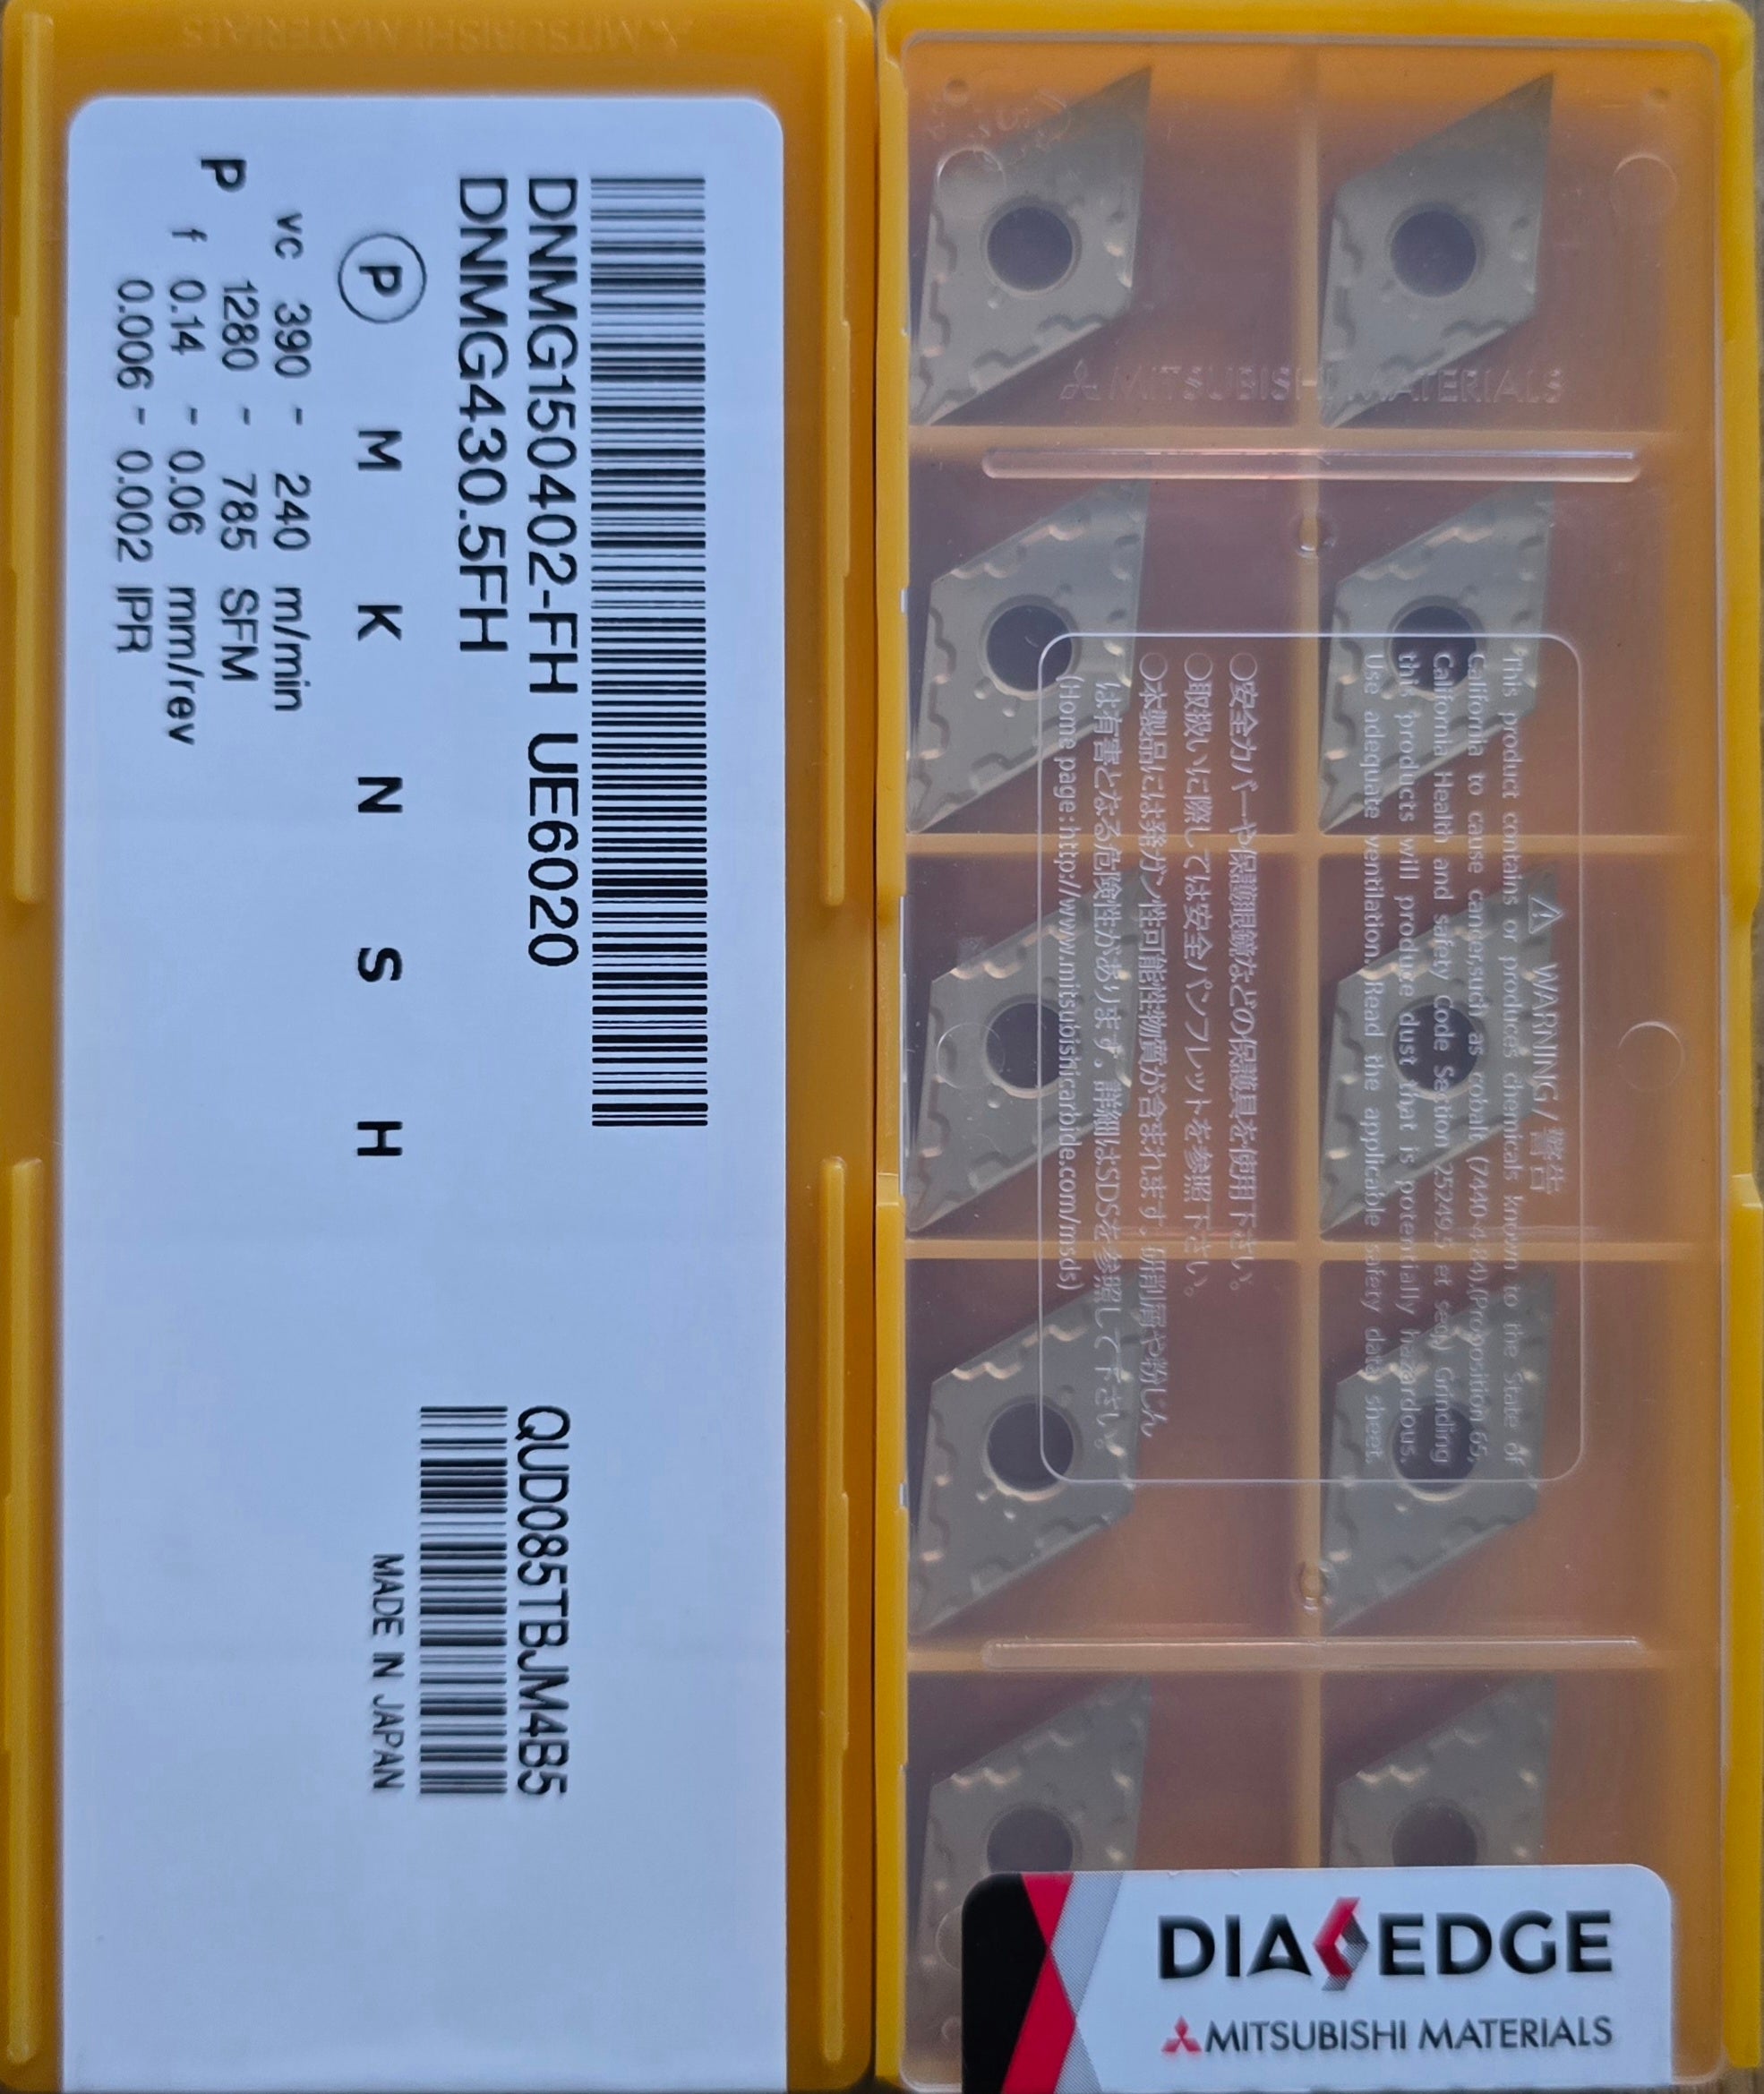 MITSUBISHI MATERIALS
DNMG150402-FH UE6020
DNMG430.5FH
P M K N S H
P vc 390 - 240 m/min
1280 - 785 SFM
f 0.14 - 0.06 mm/rev
0.006 - 0.002 IPR
QUD085TBJM4B5
MADE IN JAPAN
MITSUBISHI MATERIALS
⚠ WARNING/警告
This product contains or produces chemicals known to the State of
California to cause cancer,such as cobalt (7440-4-84).(Proposition 65,
California Health and safety Code Section 25249.5 et seq) Grinding
this products will produce dust that is potentially hazardous.
Use adequate ventilation.Read the applicable safety data sheet.
○安全カバーや保護眼鏡などの保護具を使用下さい。
○取扱いに際しては安全パンフレットを参照下さい。
○本製品には発ガン性可能性物質が含まれます。研削屑や粉じん
は有害となる危険性があります。詳細はSDSを参照して下さい。
(Home page:http://www.mitsubishicarbide.com/msds)
DIAEDGE
MITSUBISHI MATERIALS